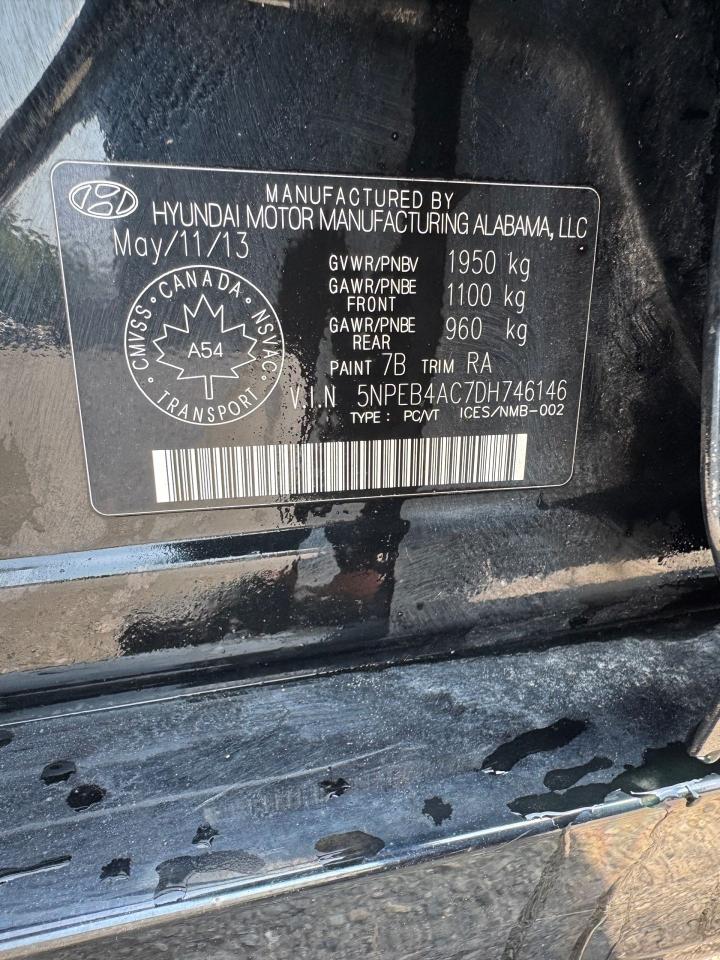 MANUFACTURED BY
HYUNDAI MOTOR MANUFACTURING ALABAMA, LLC
May/11/13
GVWR/PNBV 1950 kg
GAWR/PNBE FRONT 1100 kg
GAWR/PNBE REAR 960 kg
PAINT 7B TRIM RA
V.I.N 5NPEB4AC7DH746146
TYPE : PC/VT ICES/NMB-002
CMVSS • CANADA • NSVAC • TRANSPORT •
A54